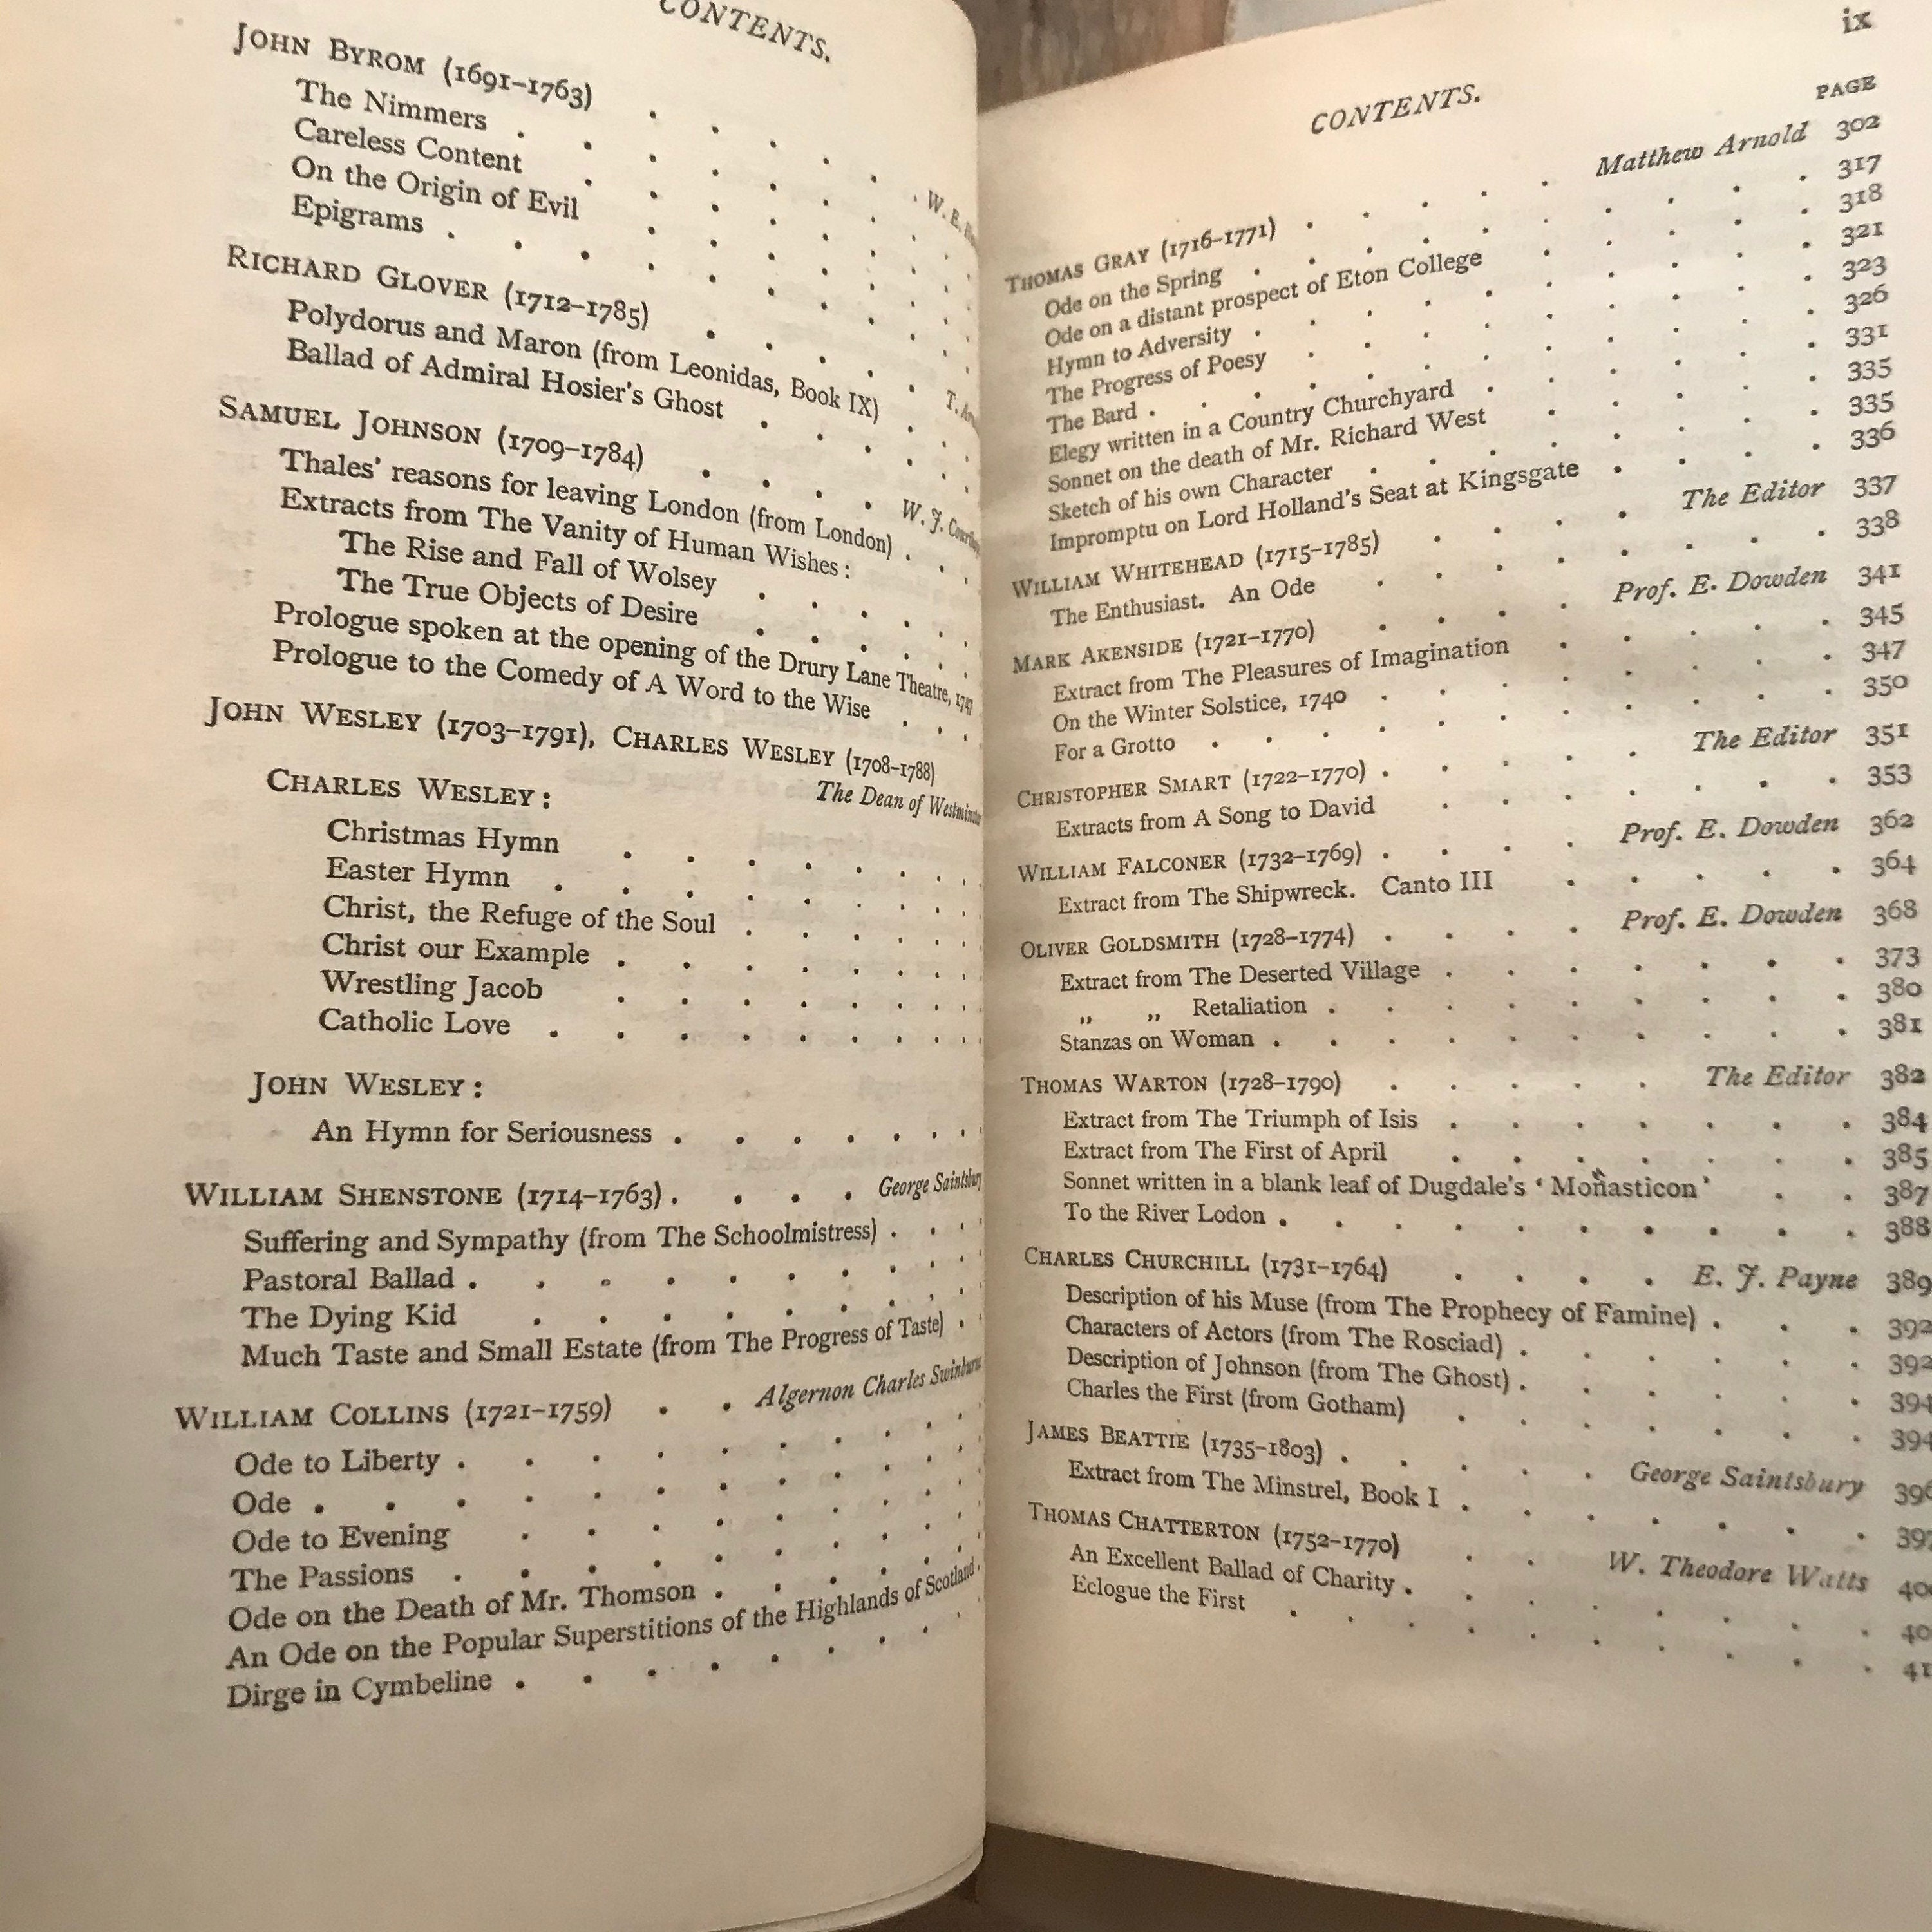 CONTENTS.
JOHN BYROM (1691–1763) . . . . . . W. E.
The Nimmers . . . . . . .
Careless Content . . . . . .
On the Origin of Evil . . . . . .
Epigrams . . . . . . . .
RICHARD GLOVER (1712–1785) . . . . T.
Polydorus and Maron (from Leonidas, Book IX) . .
Ballad of Admiral Hosier's Ghost . . . .
SAMUEL JOHNSON (1709–1784) . . . . W. J.
Thales' reasons for leaving London (from London) . .
Extracts from The Vanity of Human Wishes :
The Rise and Fall of Wolsey . . . . .
The True Objects of Desire . . . . .
Prologue spoken at the opening of the Drury Lane Theatre, 1747
Prologue to the Comedy of A Word to the Wise . . .
JOHN WESLEY (1703–1791), CHARLES WESLEY (1708–1788)
The Dean of Westminster
CHARLES WESLEY :
Christmas Hymn . . . . . . .
Easter Hymn . . . . . . . .
Christ, the Refuge of the Soul . . . . .
Christ our Example . . . . . . .
Wrestling Jacob . . . . . . .
Catholic Love . . . . . . . .
JOHN WESLEY :
An Hymn for Seriousness . . . . . . .
WILLIAM SHENSTONE (1714–1763) . . . . George Saintsbury
Suffering and Sympathy (from The Schoolmistress) . . .
Pastoral Ballad . . . . . . . . .
The Dying Kid . . . . . . . .
Much Taste and Small Estate (from The Progress of Taste) .
WILLIAM COLLINS (1721–1759) . . Algernon Charles Swinburne
Ode to Liberty . . . . . . . . .
Ode . . . . . . . . . . .
Ode to Evening . . . . . . . .
The Passions . . . . . . . . .
Ode on the Death of Mr. Thomson . . . . .
An Ode on the Popular Superstitions of the Highlands of Scotland .
Dirge in Cymbeline . . . . . . . .
CONTENTS. ix
PAGE
THOMAS GRAY (1716–1771) . . . . . Matthew Arnold 302
Ode on the Spring . . . . . . . . 317
Ode on a distant prospect of Eton College . . . . 318
Hymn to Adversity . . . . . . . . 321
The Progress of Poesy . . . . . . . 323
The Bard . . . . . . . . . . 326
Elegy written in a Country Churchyard . . . . 331
Sonnet on the death of Mr. Richard West . . . . 335
Sketch of his own Character . . . . . . 335
Impromptu on Lord Holland's Seat at Kingsgate . . . 336
WILLIAM WHITEHEAD (1715–1785) . . . . The Editor 337
The Enthusiast. An Ode . . . . . . . 338
MARK AKENSIDE (1721–1770) . . . . Prof. E. Dowden 341
Extract from The Pleasures of Imagination . . . . 345
On the Winter Solstice, 1740 . . . . . . 347
For a Grotto . . . . . . . . . 350
CHRISTOPHER SMART (1722–1770) . . . . The Editor 351
Extracts from A Song to David . . . . . . 353
WILLIAM FALCONER (1732–1769) . . . . Prof. E. Dowden 362
Extract from The Shipwreck. Canto III . . . . . 364
OLIVER GOLDSMITH (1728–1774) . . . . Prof. E. Dowden 368
Extract from The Deserted Village . . . . . . 373
„ „ Retaliation . . . . . . . . 380
Stanzas on Woman . . . . . . . . . 381
THOMAS WARTON (1728–1790) . . . . . The Editor 382
Extract from The Triumph of Isis . . . . . . 384
Extract from The First of April . . . . . . 385
Sonnet written in a blank leaf of Dugdale's ‘Monasticon’ . . 387
To the River Lodon . . . . . . . . . 388
CHARLES CHURCHILL (1731–1764) . . . . E. J. Payne 389
Description of his Muse (from The Prophecy of Famine) . . . 392
Characters of Actors (from The Rosciad) . . . . . 392
Description of Johnson (from The Ghost) . . . . . 394
Charles the First (from Gotham) . . . . . . 394
JAMES BEATTIE (1735–1803) . . . . . George Saintsbury 396
Extract from The Minstrel, Book I . . . . . . 397
THOMAS CHATTERTON (1752–1770) . . W. Theodore Watts 40
An Excellent Ballad of Charity . . . . . . . 40
Eclogue the First . . . . . . . . . 41